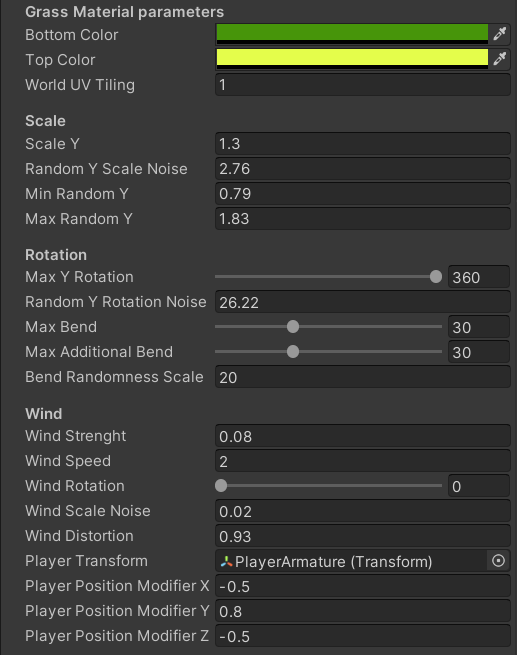 Grass Material parameters
Bottom Color
Top Color
World UV Tiling 1
Scale
Scale Y 1.3
Random Y Scale Noise 2.76
Min Random Y 0.79
Max Random Y 1.83
Rotation
Max Y Rotation 360
Random Y Rotation Noise 26.22
Max Bend 30
Max Additional Bend 30
Bend Randomness Scale 20
Wind
Wind Strenght 0.08
Wind Speed 2
Wind Rotation 0
Wind Scale Noise 0.02
Wind Distortion 0.93
Player Transform PlayerArmature (Transform)
Player Position Modifier X -0.5
Player Position Modifier Y 0.8
Player Position Modifier Z -0.5